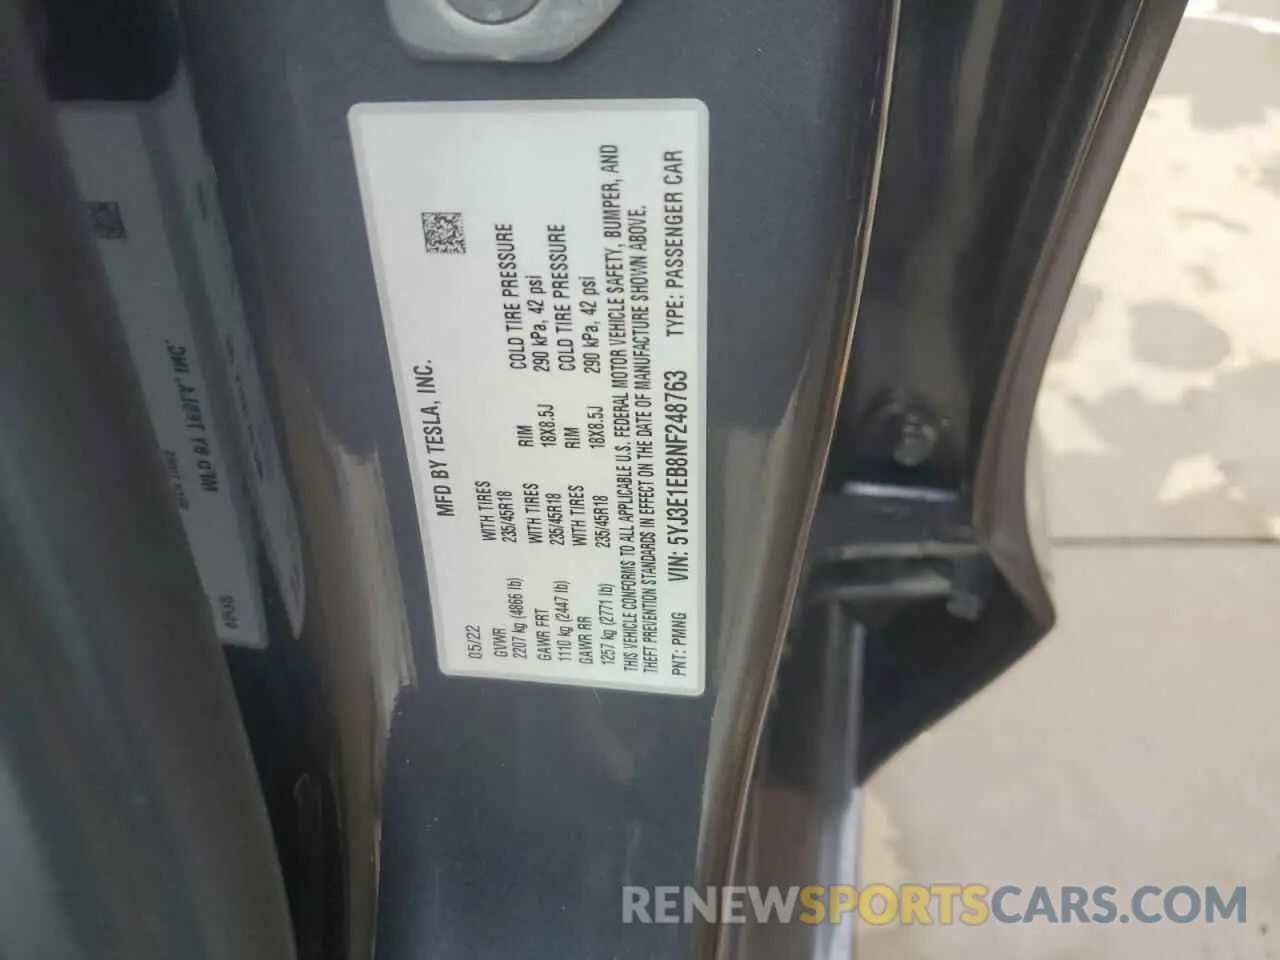 MFD BY TESLA, INC.
05/22
GVWR WITH TIRES RIM COLD TIRE PRESSURE
2207 kg (4866 lb) 235/45R18 18X8.5J 290 kPa, 42 psi
GAWR FRT WITH TIRES RIM COLD TIRE PRESSURE
1110 kg (2447 lb) 235/45R18 18X8.5J 290 kPa, 42 psi
GAWR RR WITH TIRES
1257 kg (2771 lb) 235/45R18
THIS VEHICLE CONFORMS TO ALL APPLICABLE U.S. FEDERAL MOTOR VEHICLE SAFETY, BUMPER, AND
THEFT PREVENTION STANDARDS IN EFFECT ON THE DATE OF MANUFACTURE SHOWN ABOVE.
PNT: PMNG VIN: 5YJ3E1EB8NF248763 TYPE: PASSENGER CAR
RENEWSPORTSCARS.COM